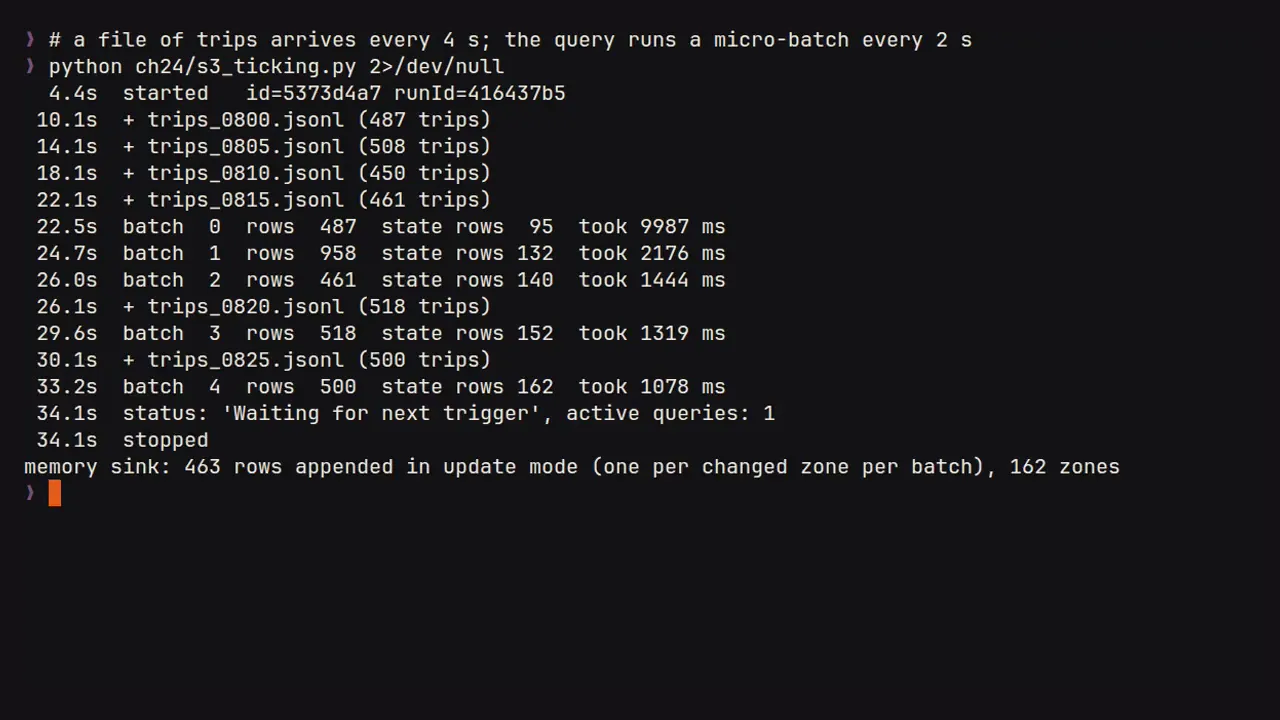 ❯ # a file of trips arrives every 4 s; the query runs a micro-batch every 2 s
❯ python ch24/s3_ticking.py 2>/dev/null
  4.4s  started   id=5373d4a7 runId=416437b5
 10.1s  + trips_0800.jsonl (487 trips)
 14.1s  + trips_0805.jsonl (508 trips)
 18.1s  + trips_0810.jsonl (450 trips)
 22.1s  + trips_0815.jsonl (461 trips)
 22.5s  batch  0  rows  487  state rows  95  took 9987 ms
 24.7s  batch  1  rows  958  state rows 132  took 2176 ms
 26.0s  batch  2  rows  461  state rows 140  took 1444 ms
 26.1s  + trips_0820.jsonl (518 trips)
 29.6s  batch  3  rows  518  state rows 152  took 1319 ms
 30.1s  + trips_0825.jsonl (500 trips)
 33.2s  batch  4  rows  500  state rows 162  took 1078 ms
 34.1s  status: 'Waiting for next trigger', active queries: 1
 34.1s  stopped
memory sink: 463 rows appended in update mode (one per changed zone per batch), 162 zones
❯